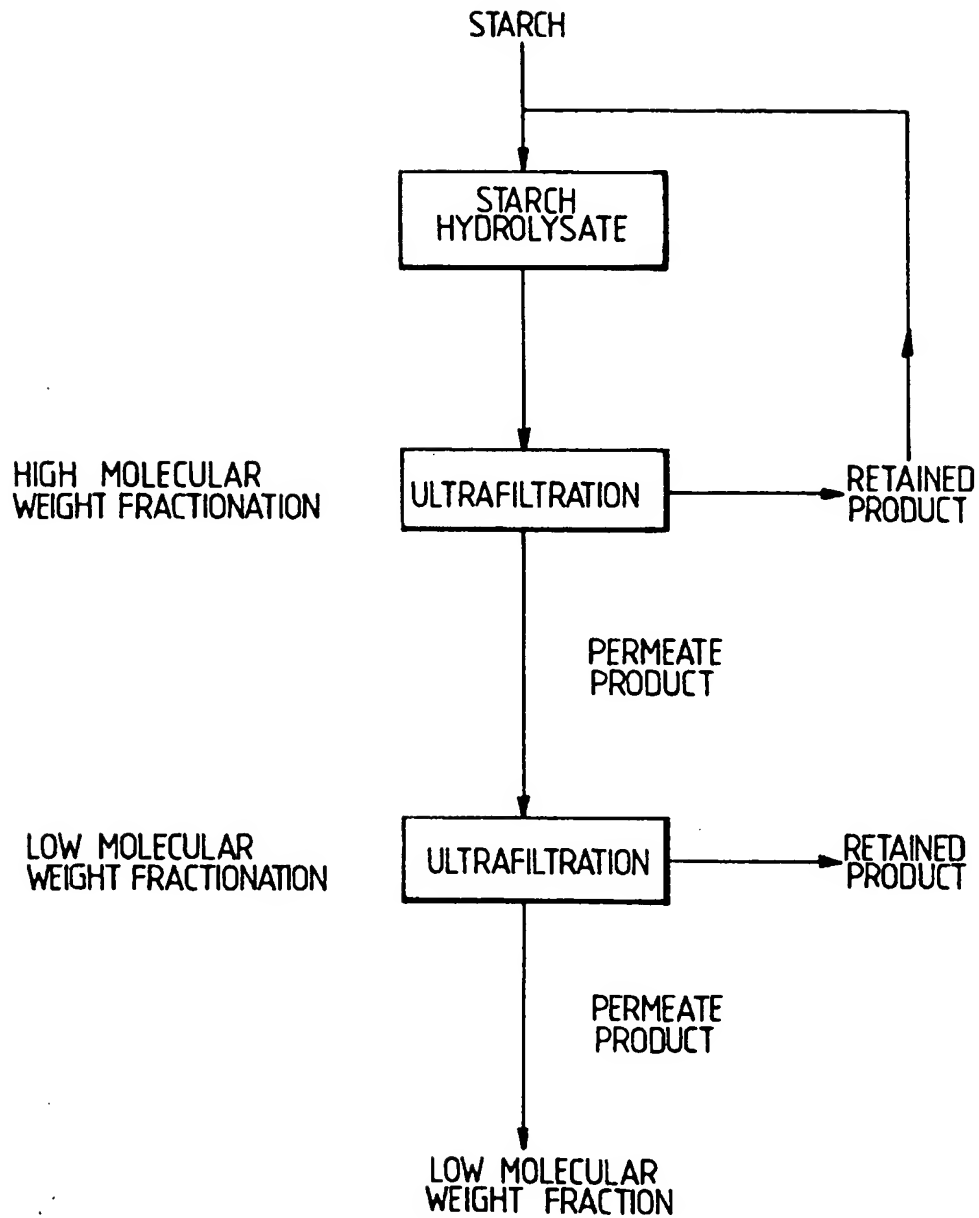 STARCH
STARCH
HYDROLYSATE
HIGH MOLECULAR
WEIGHT FRACTIONATION
ULTRAFILTRATION
RETAINED
PRODUCT
PERMEATE
PRODUCT
LOW MOLECULAR
WEIGHT FRACTIONATION
ULTRAFILTRATION
RETAINED
PRODUCT
PERMEATE
PRODUCT
LOW MOLECULAR
WEIGHT FRACTION